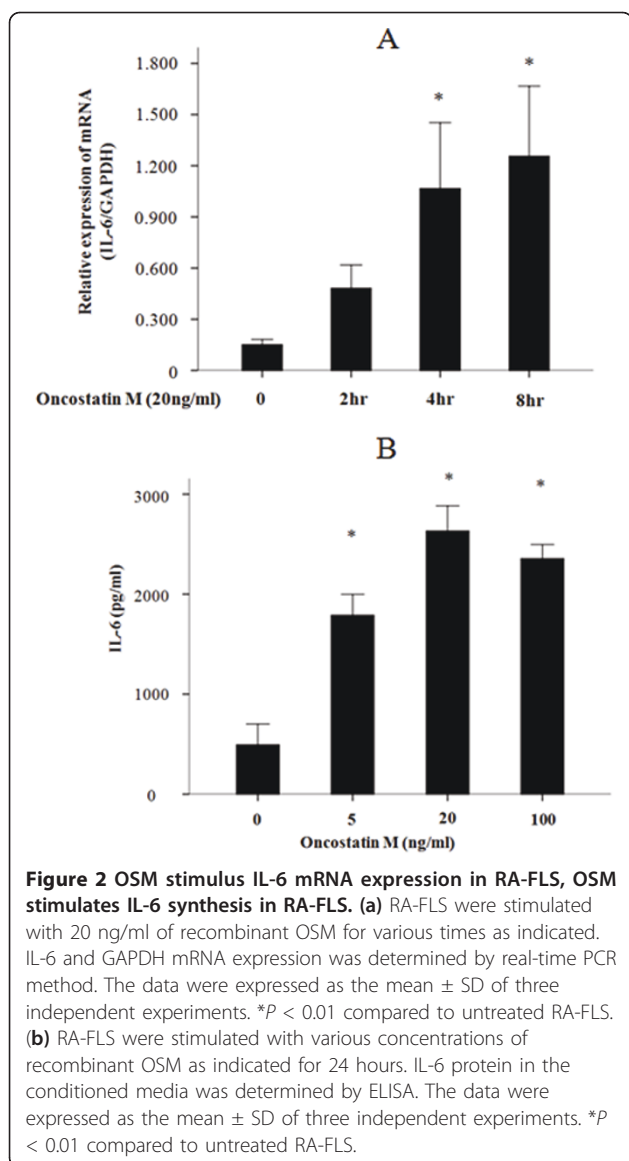 A
1.800
*
*
1.500
1.200
0.900
0.600
0.300
0
Relative expression of mRNA
(IL-6/GAPDH)
Oncostatin M (20ng/ml) 0 2hr 4hr 8hr
B
3000
*
*
*
2000
1000
0
IL-6 (pg/ml)
0 5 20 100
Oncostatin M (ng/ml)
Figure 2 OSM stimulus IL-6 mRNA expression in RA-FLS, OSM
stimulates IL-6 synthesis in RA-FLS. (a) RA-FLS were stimulated
with 20 ng/ml of recombinant OSM for various times as indicated.
IL-6 and GAPDH mRNA expression was determined by real-time PCR
method. The data were expressed as the mean ± SD of three
independent experiments. *P < 0.01 compared to untreated RA-FLS.
(b) RA-FLS were stimulated with various concentrations of
recombinant OSM as indicated for 24 hours. IL-6 protein in the
conditioned media was determined by ELISA. The data were
expressed as the mean ± SD of three independent experiments. *P
< 0.01 compared to untreated RA-FLS.